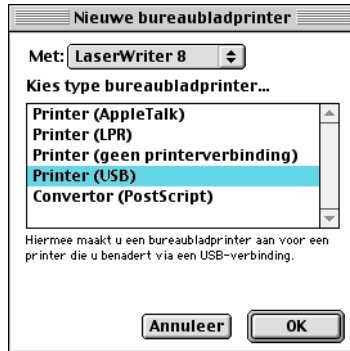 Nieuwe bureaubladprinter
Met: LaserWriter 8
Kies type bureaubladprinter...
Printer (AppleTalk)
Printer (LPR)
Printer (geen printerverbinding)
Printer (USB)
Convertor (PostScript)
Hiermee maakt u een bureaubladprinter aan voor een
printer die u benadert via een USB-verbinding.
Annuleer OK